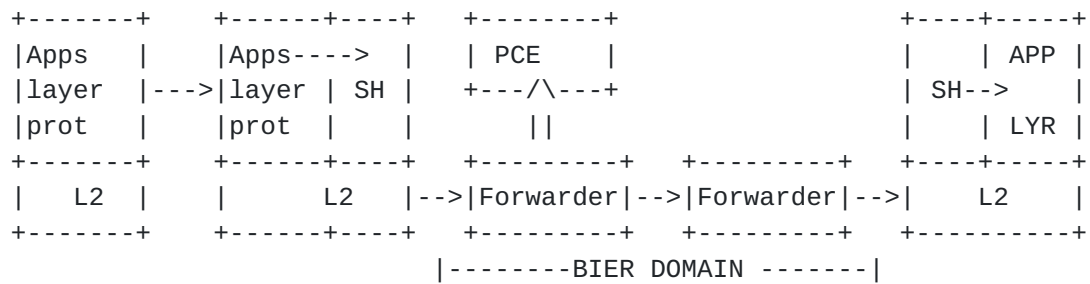 +-------+    +------+----+   +--------+                  +----+-----+
|Apps   |    |Apps---->  |   | PCE    |                  |    | APP |
|layer  |--->|layer | SH |   +---/\---+                  | SH-->    |
|prot   |    |prot  |    |       ||                      |    | LYR |
+-------+    +------+----+   +---------+   +---------+   +----+-----+
|   L2  |    |      L2   |-->|Forwarder|-->|Forwarder|-->|    L2    |
+-------+    +------+----+   +---------+   +---------+   +----------+
                           |--------BIER DOMAIN -------|